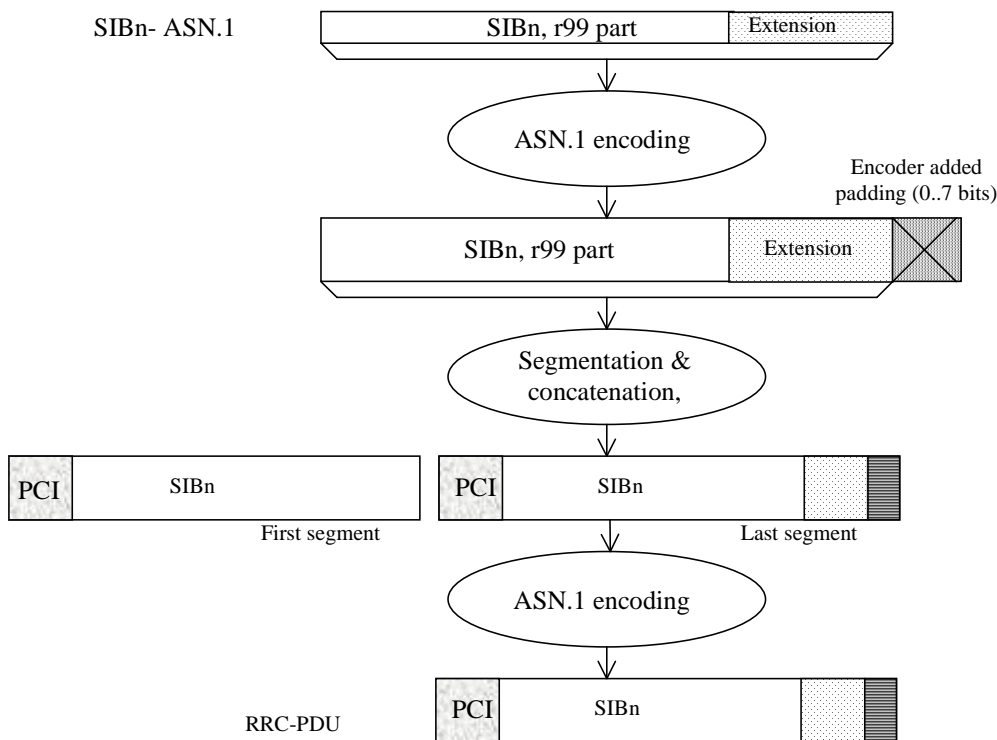 SIBn- ASN.1
SIBn, r99 part
Extension
ASN.1 encoding
Encoder added
padding (0..7 bits)
SIBn, r99 part
Extension
Segmentation &
concatenation,
PCI
SIBn
PCI
SIBn
First segment
Last segment
ASN.1 encoding
PCI
SIBn
RRC-PDU